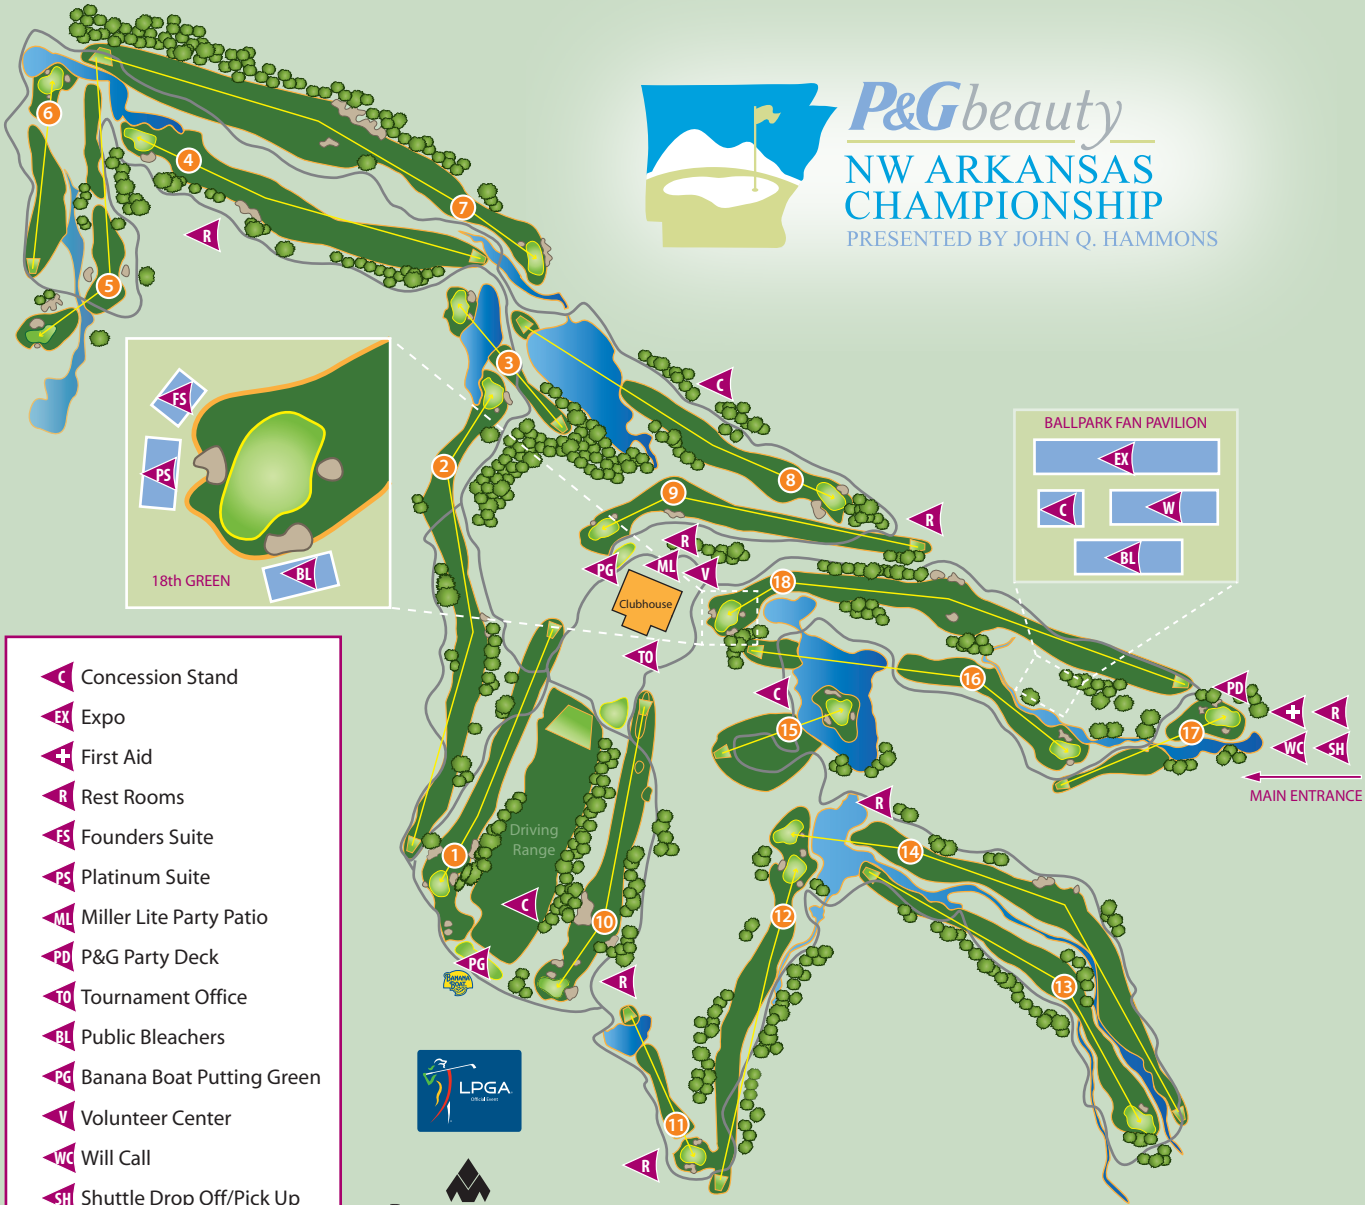 P&G beauty
NW ARKANSAS
CHAMPIONSHIP
PRESENTED BY JOHN Q. HAMMONS
6
4
7
R
5
3
C
2
8
9
R
R
ML
PG
V
Clubhouse
18
TO
C
16
15
PD
17
R
WC
SH
MAIN ENTRANCE
BALLPARK FAN PAVILION
EX
C
W
BL
FS
PS
BL
18th GREEN
Driving
Range
1
C
10
PG
BANANA
BOAT
R
R
14
12
13
11
R
LPGA
Official Event
C Concession Stand
EX Expo
First Aid
R Rest Rooms
FS Founders Suite
PS Platinum Suite
ML Miller Lite Party Patio
PD P&G Party Deck
TO Tournament Office
BL Public Bleachers
PG Banana Boat Putting Green
V Volunteer Center
WC Will Call
SH Shuttle Drop Off/Pick Up